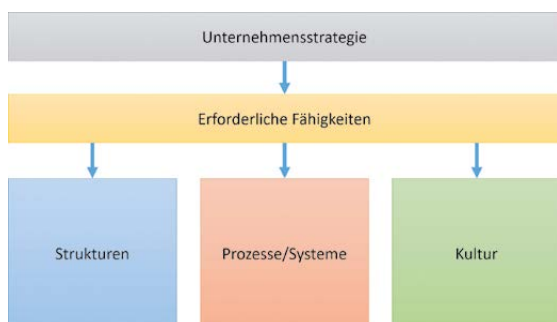 Unternehmensstrategie
Erforderliche Fähigkeiten
Strukturen
Prozesse/Systeme
Kultur